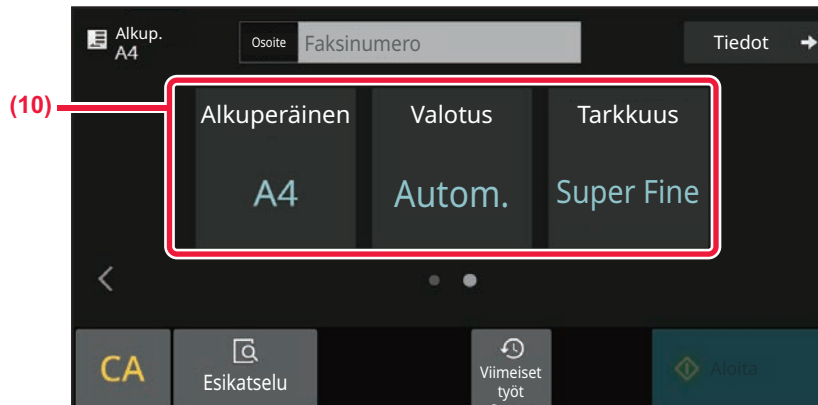 Alkup.
A4
Osoite Faksinumero
Tiedot
(10)
Alkuperäinen Valotus Tarkkuus
A4 Autom. Super Fine
CA
Esikatselu
Viimeiset
työt
Aloita